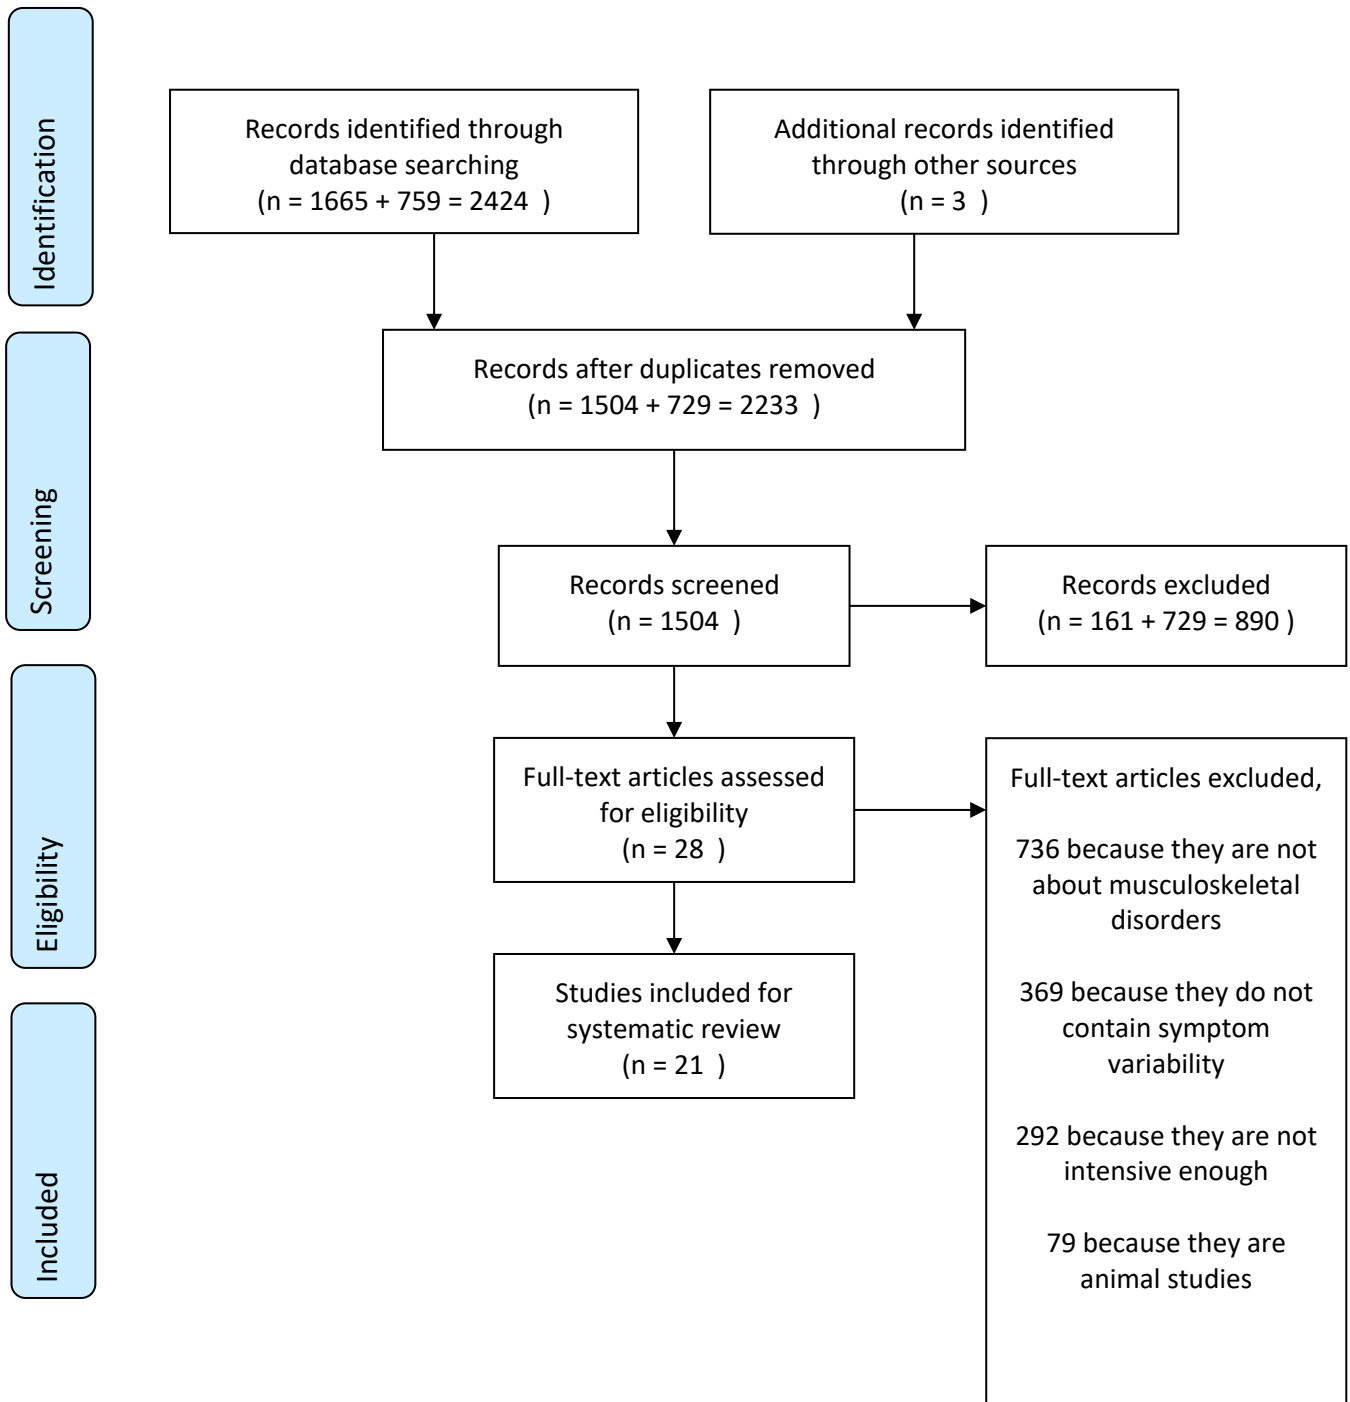 Identification
Records identified through
database searching
(n = 1665 + 759 = 2424  )
Additional records identified
through other sources
(n = 3  )
Records after duplicates removed
(n = 1504 + 729 = 2233  )
Screening
Records screened
(n = 1504  )
Records excluded
(n = 161 + 729 = 890 )
Eligibility
Full-text articles assessed
for eligibility
(n = 28  )
Full-text articles excluded,
736 because they are not
about musculoskeletal
disorders
369 because they do not
contain symptom
variability
292 because they are not
intensive enough
79 because they are
animal studies
Included
Studies included for
systematic review
(n = 21  )